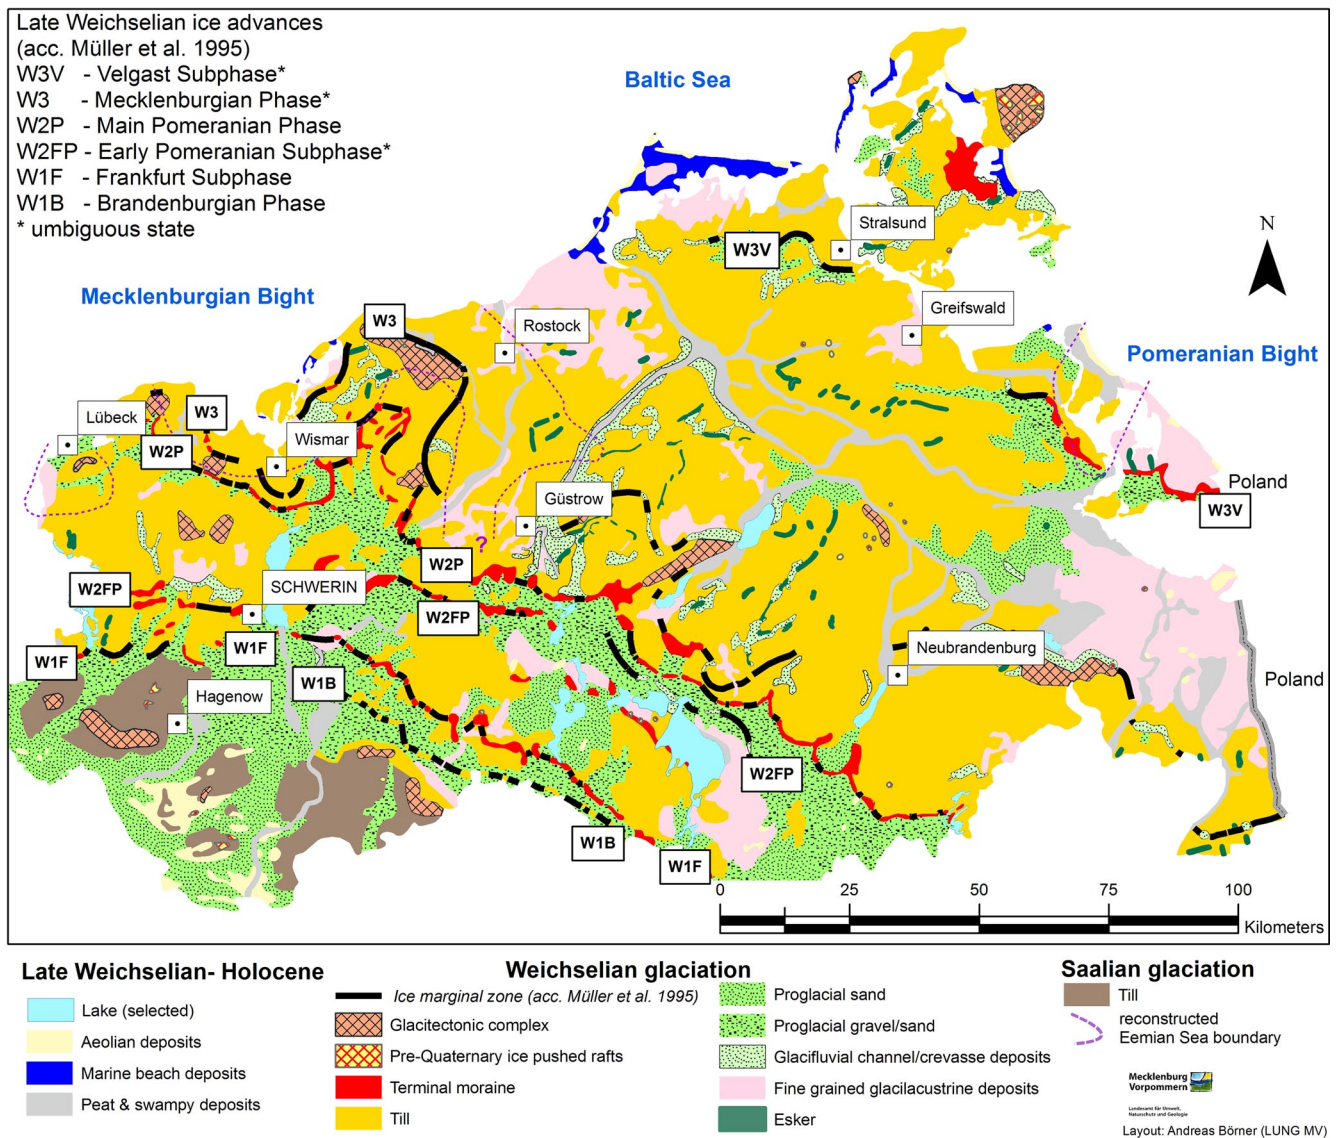 Late Weichselian ice advances
(acc. Müller et al. 1995)
W3V - Velgast Subphase*
W3 - Mecklenburgian Phase*
W2P - Main Pomeranian Phase
W2FP - Early Pomeranian Subphase*
W1F - Frankfurt Subphase
W1B - Brandenburgian Phase
* umbiguous state
Baltic Sea
N
Stralsund
W3V
Mecklenburgian Bight
W3
Rostock
Greifswald
Pomeranian Bight
Lübeck
W3
Wismar
W2P
Poland
Güstrow
W3V
?
W2P
SCHWERIN
W2FP
W2FP
W1F
W1F
Neubrandenburg
W1B
Poland
Hagenow
W2FP
W1B
W1F
0 25 50 75 100
Kilometers
Late Weichselian- Holocene
Lake (selected)
Aeolian deposits
Marine beach deposits
Peat & swampy deposits
Weichselian glaciation
Ice marginal zone (acc. Müller et al. 1995)
Glacitectonic complex
Pre-Quaternary ice pushed rafts
Terminal moraine
Till
Proglacial sand
Proglacial gravel/sand
Glacifluvial channel/crevasse deposits
Fine grained glacilacustrine deposits
Esker
Saalian glaciation
Till
reconstructed
Eemian Sea boundary
Mecklenburg
Vorpommern
Landesamt für Umwelt,
Naturschutz und Geologie
Layout: Andreas Börner (LUNG MV)